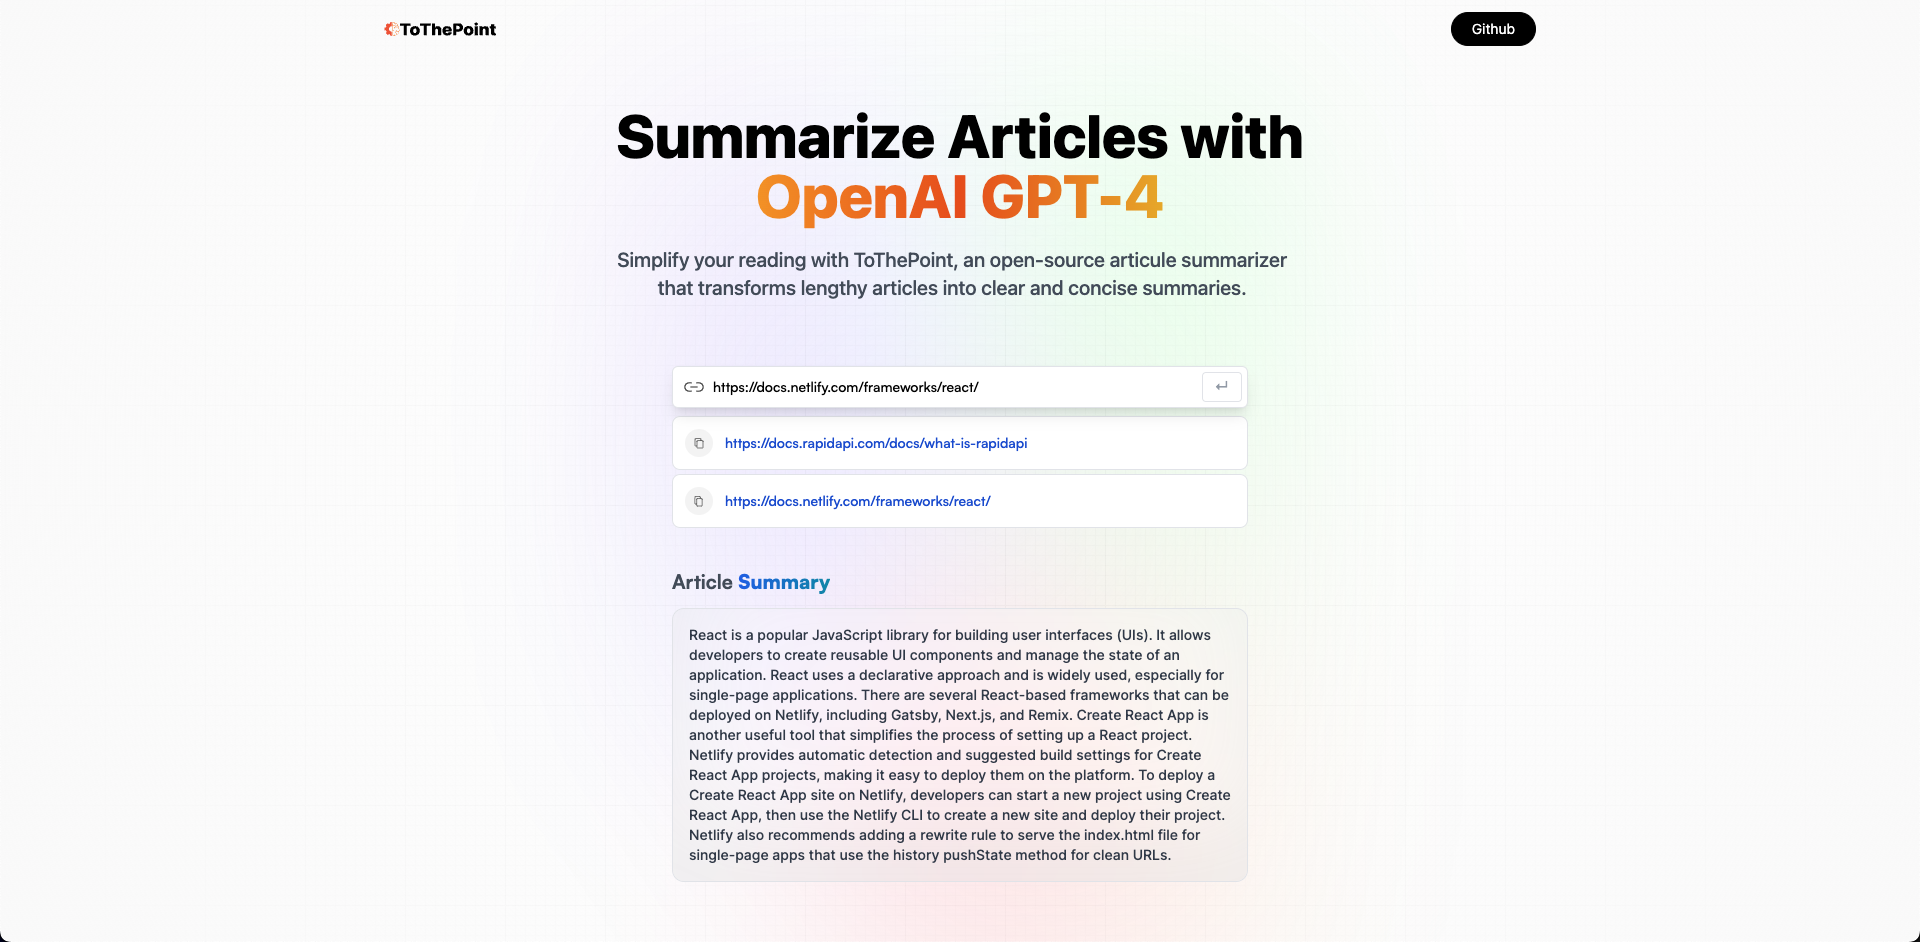 ToThePoint
Github
Summarize Articles with
OpenAI GPT-4
Simplify your reading with ToThePoint, an open-source articule summarizer
that transforms lengthy articles into clear and concise summaries.
https://docs.netlify.com/frameworks/react/
https://docs.rapidapi.com/docs/what-is-rapidapi
https://docs.netlify.com/frameworks/react/
Article Summary
React is a popular JavaScript library for building user interfaces (UIs). It allows
developers to create reusable UI components and manage the state of an
application. React uses a declarative approach and is widely used, especially for
single-page applications. There are several React-based frameworks that can be
deployed on Netlify, including Gatsby, Next.js, and Remix. Create React App is
another useful tool that simplifies the process of setting up a React project.
Netlify provides automatic detection and suggested build settings for Create
React App projects, making it easy to deploy them on the platform. To deploy a
Create React App site on Netlify, developers can start a new project using Create
React App, then use the Netlify CLI to create a new site and deploy their project.
Netlify also recommends adding a rewrite rule to serve the index.html file for
single-page apps that use the history pushState method for clean URLs.